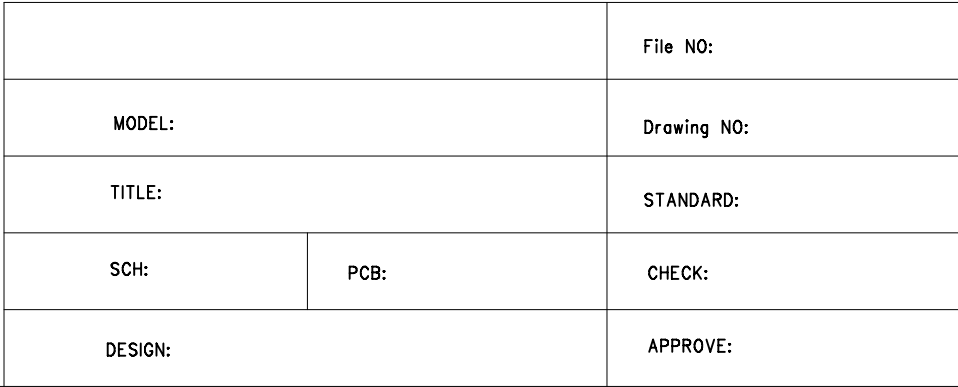 File NO:
MODEL:
Drawing NO:
TITLE:
STANDARD:
SCH:
PCB:
CHECK:
DESIGN:
APPROVE: